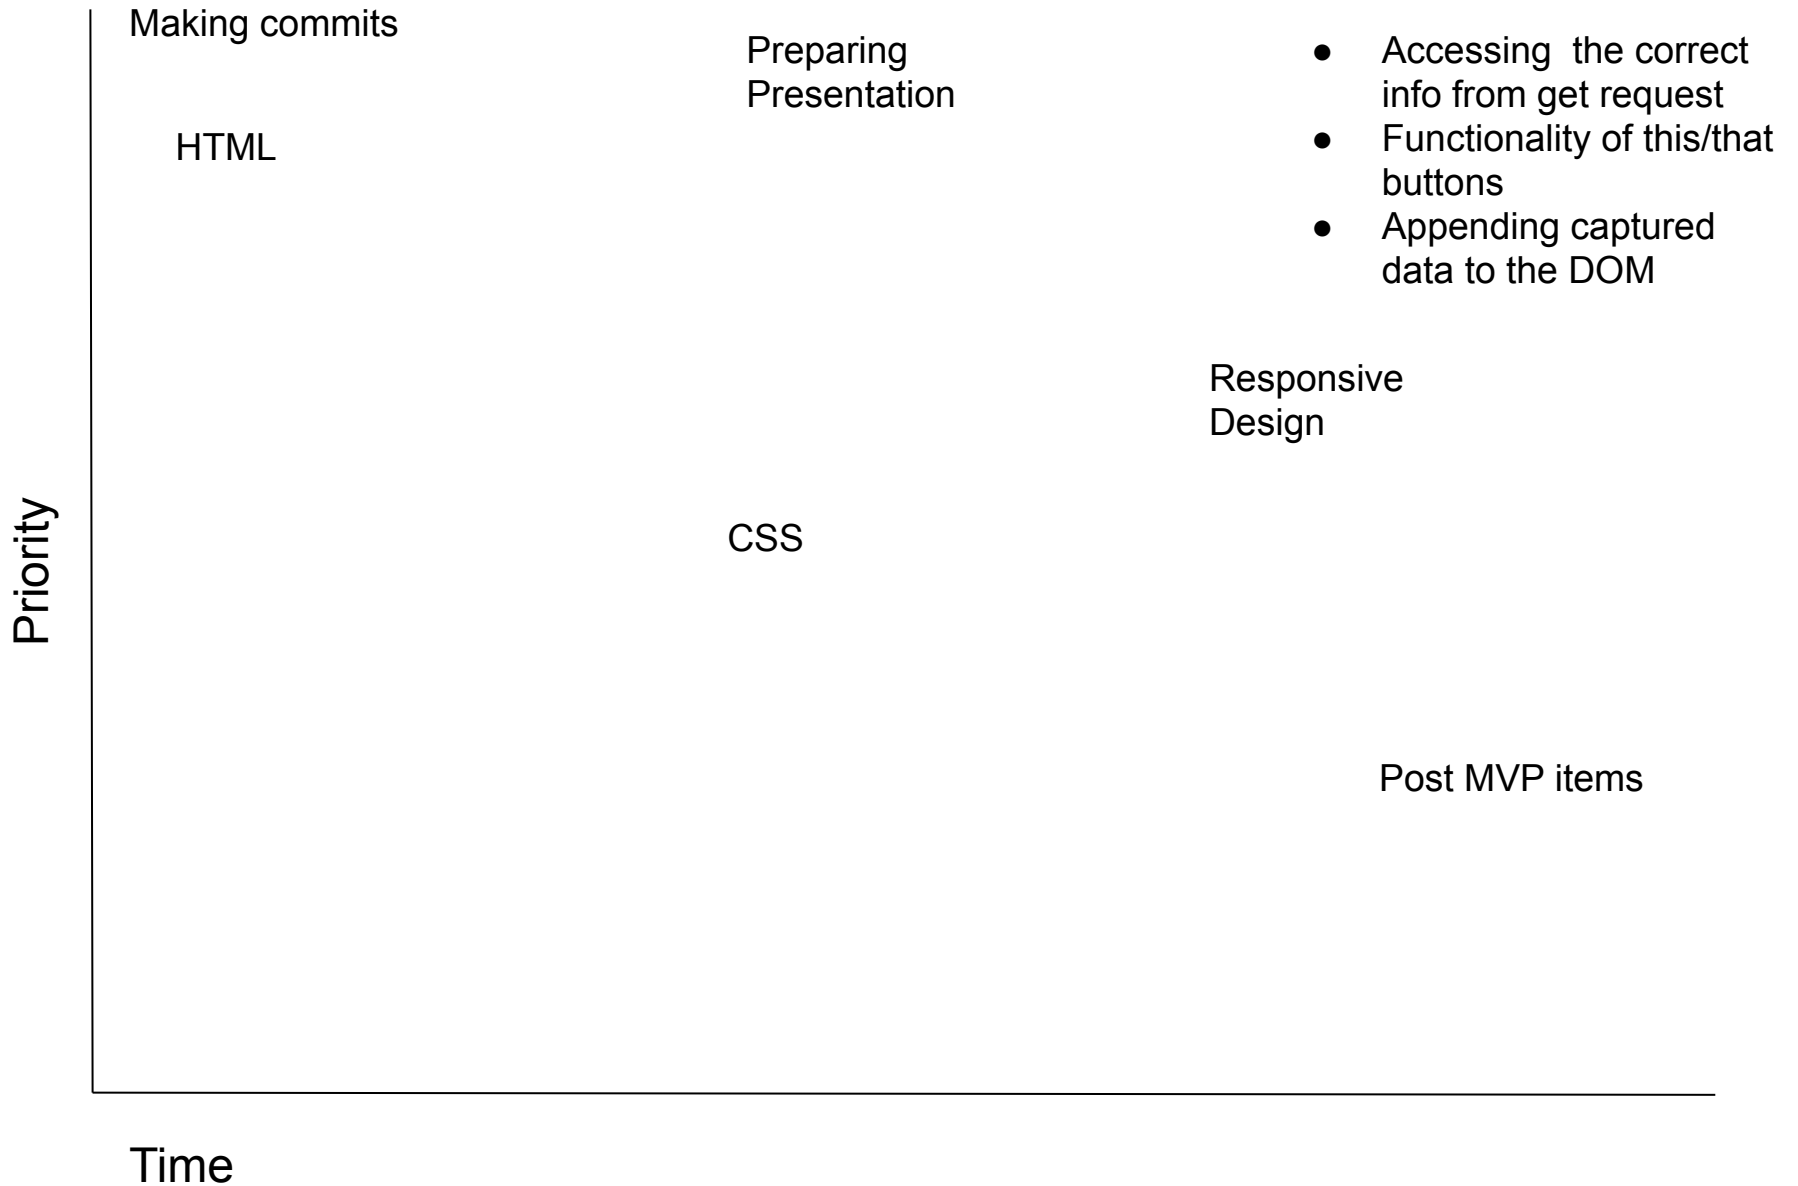 Making commits
Preparing
Presentation
● Accessing  the correct
info from get request
● Functionality of this/that
buttons
● Appending captured
data to the DOM
HTML
Responsive
Design
CSS
Priority
Post MVP items
Time